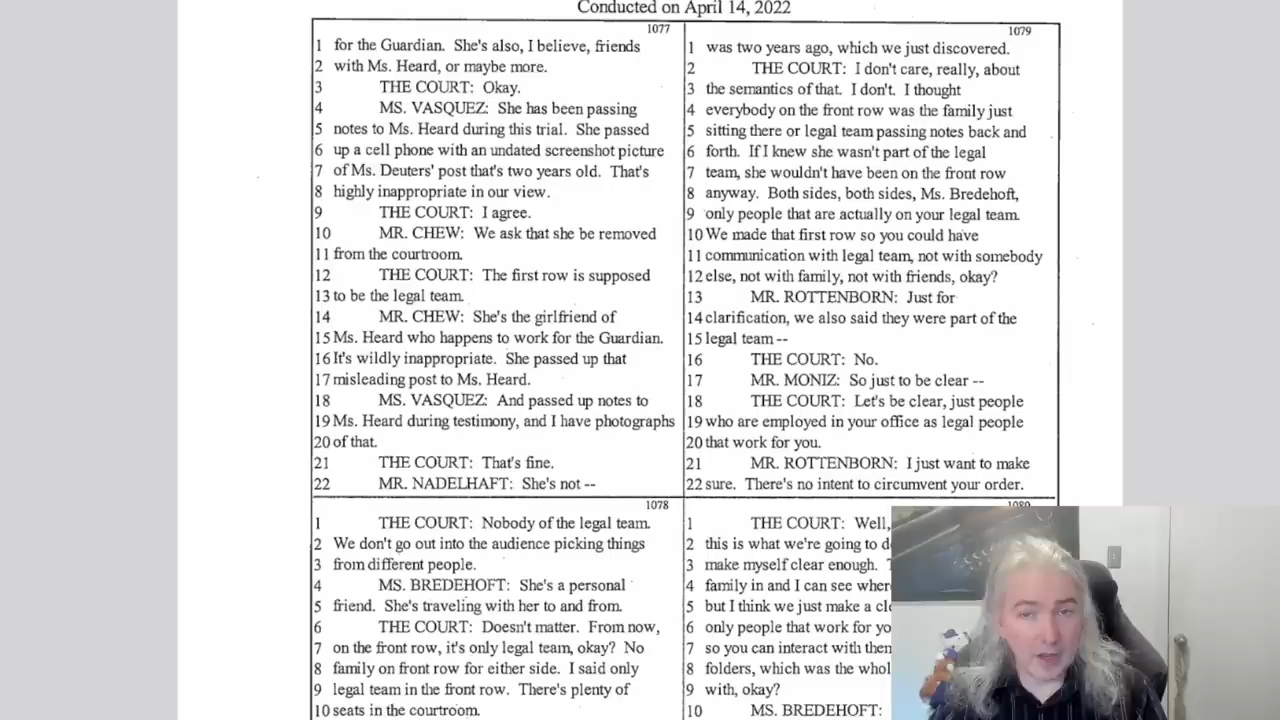 Conducted on April 14, 2022
1077
1 for the Guardian. She's also, I believe, friends
2 with Ms. Heard, or maybe more.
3 THE COURT: Okay.
4 MS. VASQUEZ: She has been passing
5 notes to Ms. Heard during this trial. She passed
6 up a cell phone with an undated screenshot picture
7 of Ms. Deuters' post that's two years old. That's
8 highly inappropriate in our view.
9 THE COURT: I agree.
10 MR. CHEW: We ask that she be removed
11 from the courtroom.
12 THE COURT: The first row is supposed
13 to be the legal team.
14 MR. CHEW: She's the girlfriend of
15 Ms. Heard who happens to work for the Guardian.
16 It's wildly inappropriate. She passed up that
17 misleading post to Ms. Heard.
18 MS. VASQUEZ: And passed up notes to
19 Ms. Heard during testimony, and I have photographs
20 of that.
21 THE COURT: That's fine.
22 MR. NADELHAFT: She's not --
1078
1 THE COURT: Nobody of the legal team.
2 We don't go out into the audience picking things
3 from different people.
4 MS. BREDEHOFT: She's a personal
5 friend. She's traveling with her to and from.
6 THE COURT: Doesn't matter. From now,
7 on the front row, it's only legal team, okay? No
8 family on front row for either side. I said only
9 legal team in the front row. There's plenty of
10 seats in the courtroom.
1079
1 was two years ago, which we just discovered.
2 THE COURT: I don't care, really, about
3 the semantics of that. I don't. I thought
4 everybody on the front row was the family just
5 sitting there or legal team passing notes back and
6 forth. If I knew she wasn't part of the legal
7 team, she wouldn't have been on the front row
8 anyway. Both sides, both sides, Ms. Bredehoft,
9 only people that are actually on your legal team.
10 We made that first row so you could have
11 communication with legal team, not with somebody
12 else, not with family, not with friends, okay?
13 MR. ROTTENBORN: Just for
14 clarification, we also said they were part of the
15 legal team --
16 THE COURT: No.
17 MR. MONIZ: So just to be clear --
18 THE COURT: Let's be clear, just people
19 who are employed in your office as legal people
20 that work for you.
21 MR. ROTTENBORN: I just want to make
22 sure. There's no intent to circumvent your order.
1 THE COURT: Well,
2 this is what we're going to
3 make myself clear enough.
4 family in and I can see
5 but I think we just make a
6 only people that work for
7 so you can interact with
8 folders, which was the
9 with, okay?
10 MS. BREDEHOFT: